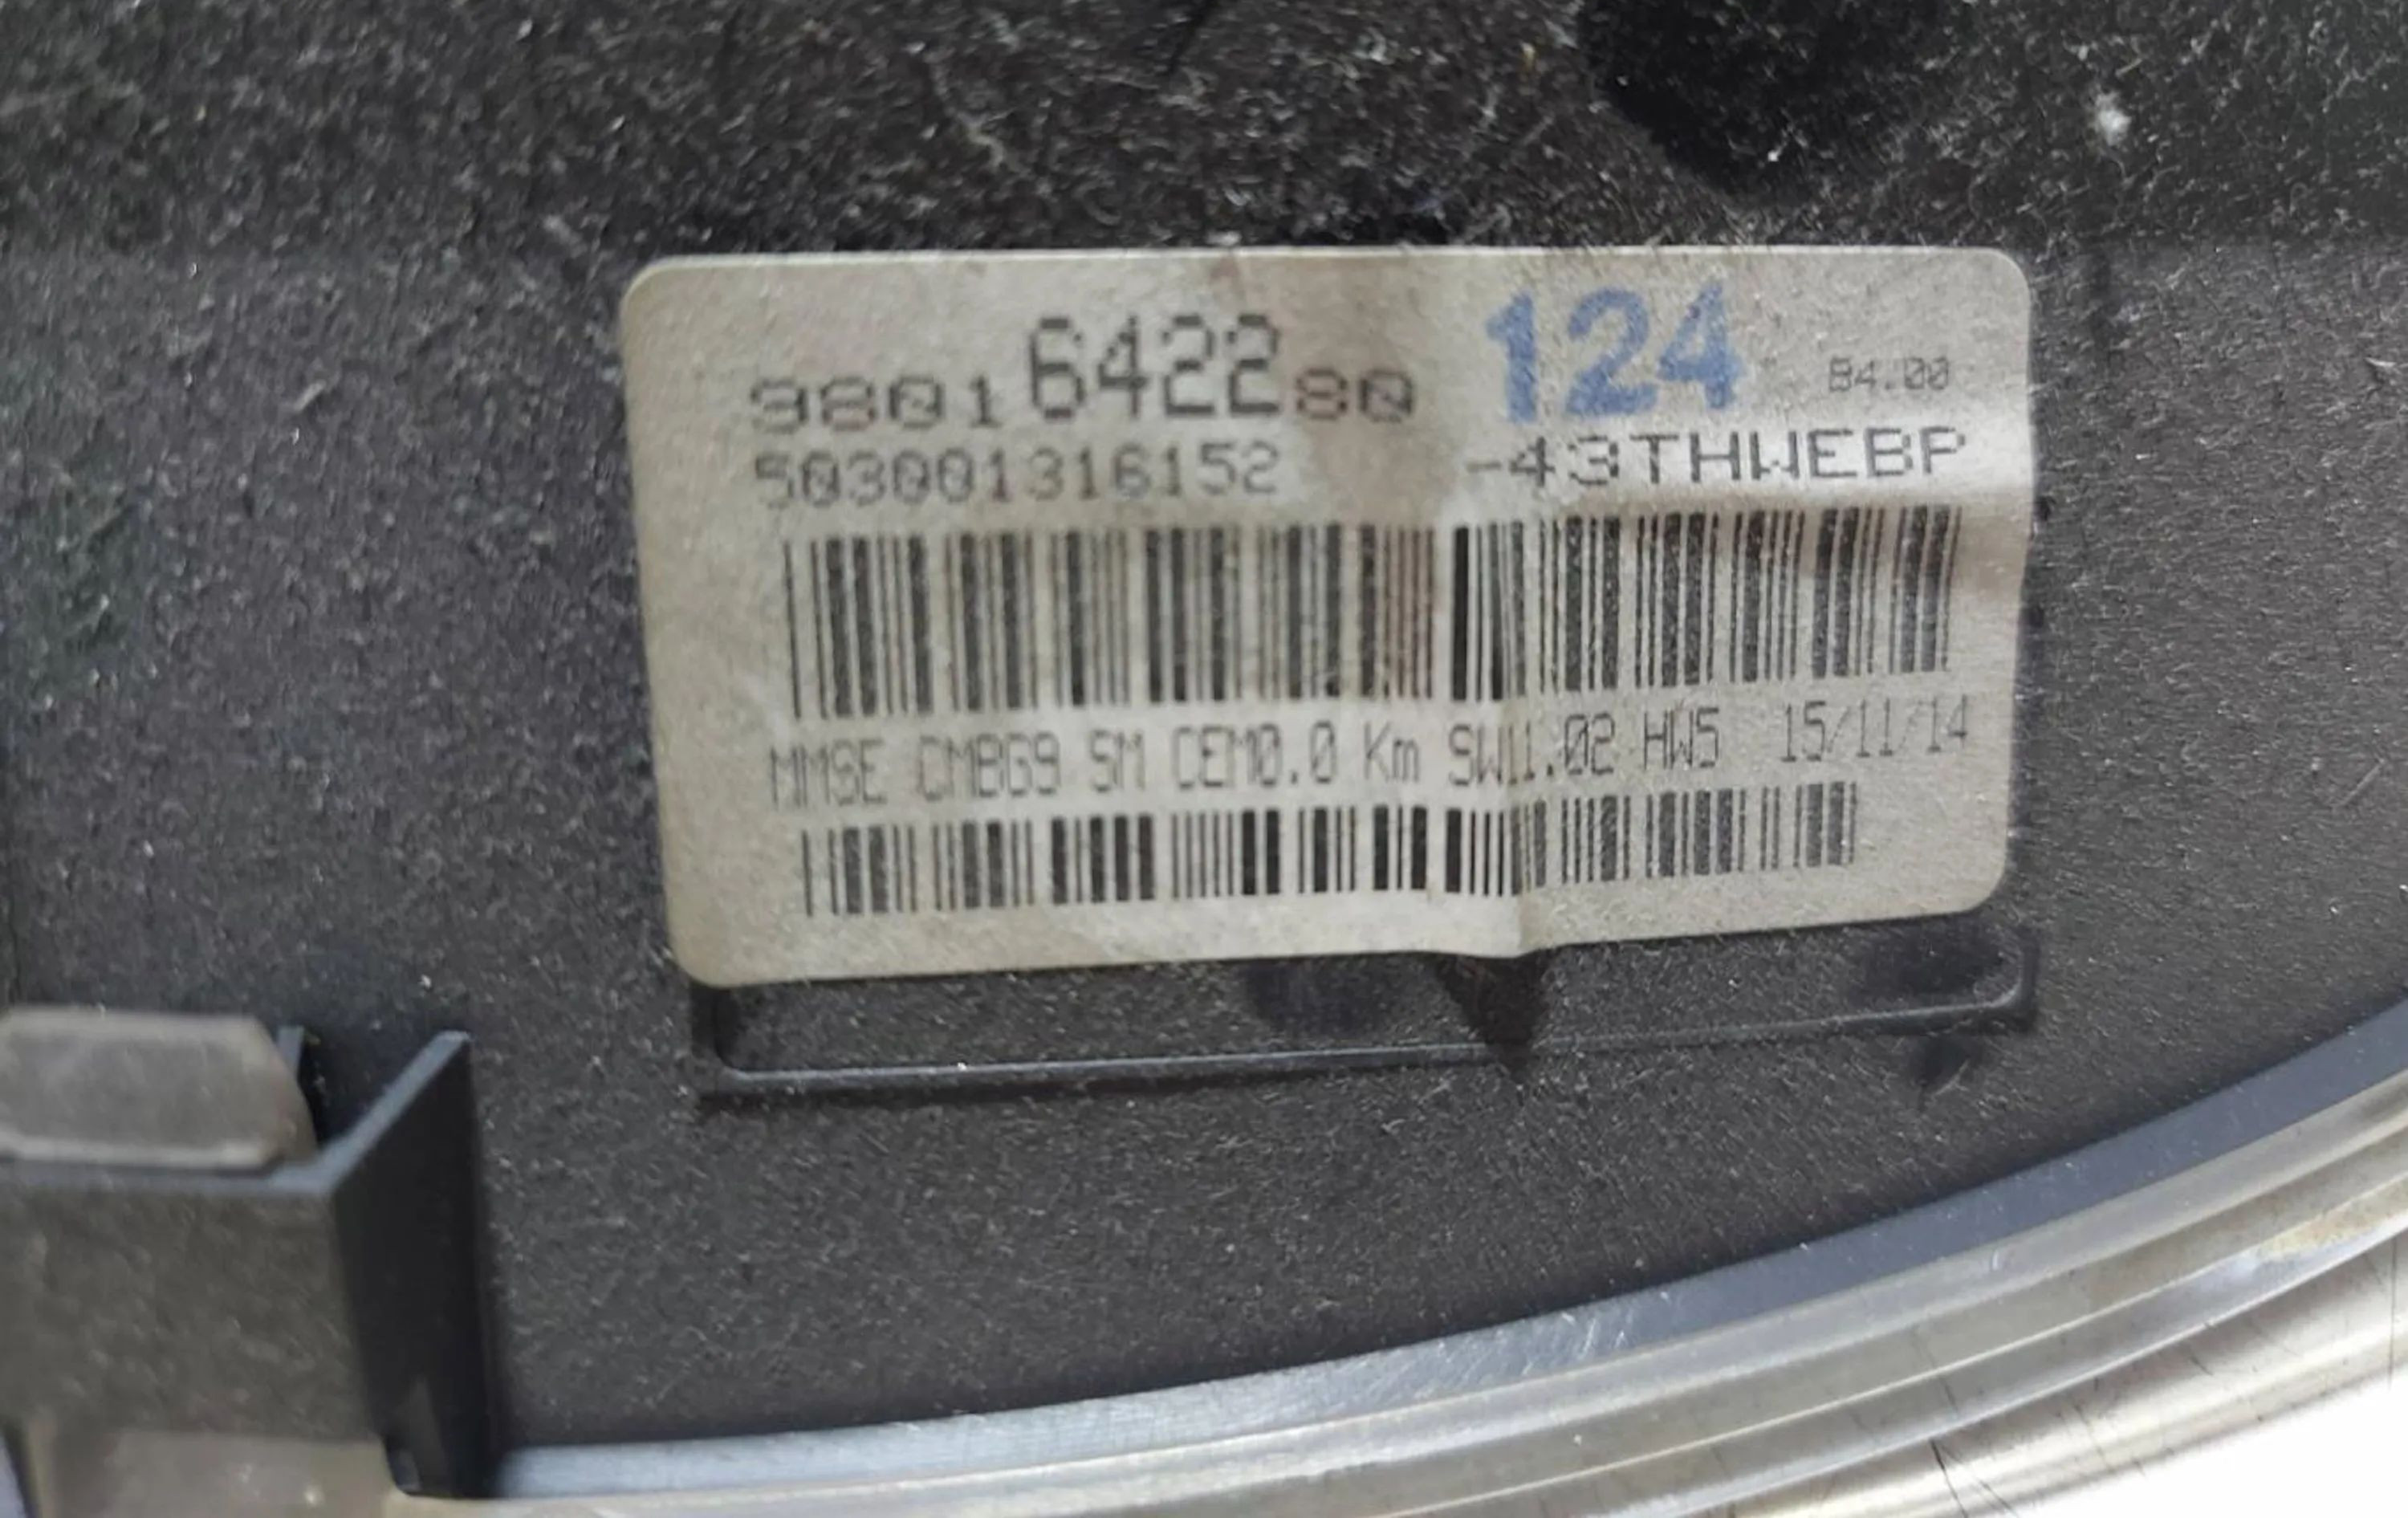 9801642280 124 B4.00
503001316152 -43THWEBP
MMSE CMBG9 SM CEM0.0 Km SW11.02 HW5 15/11/14